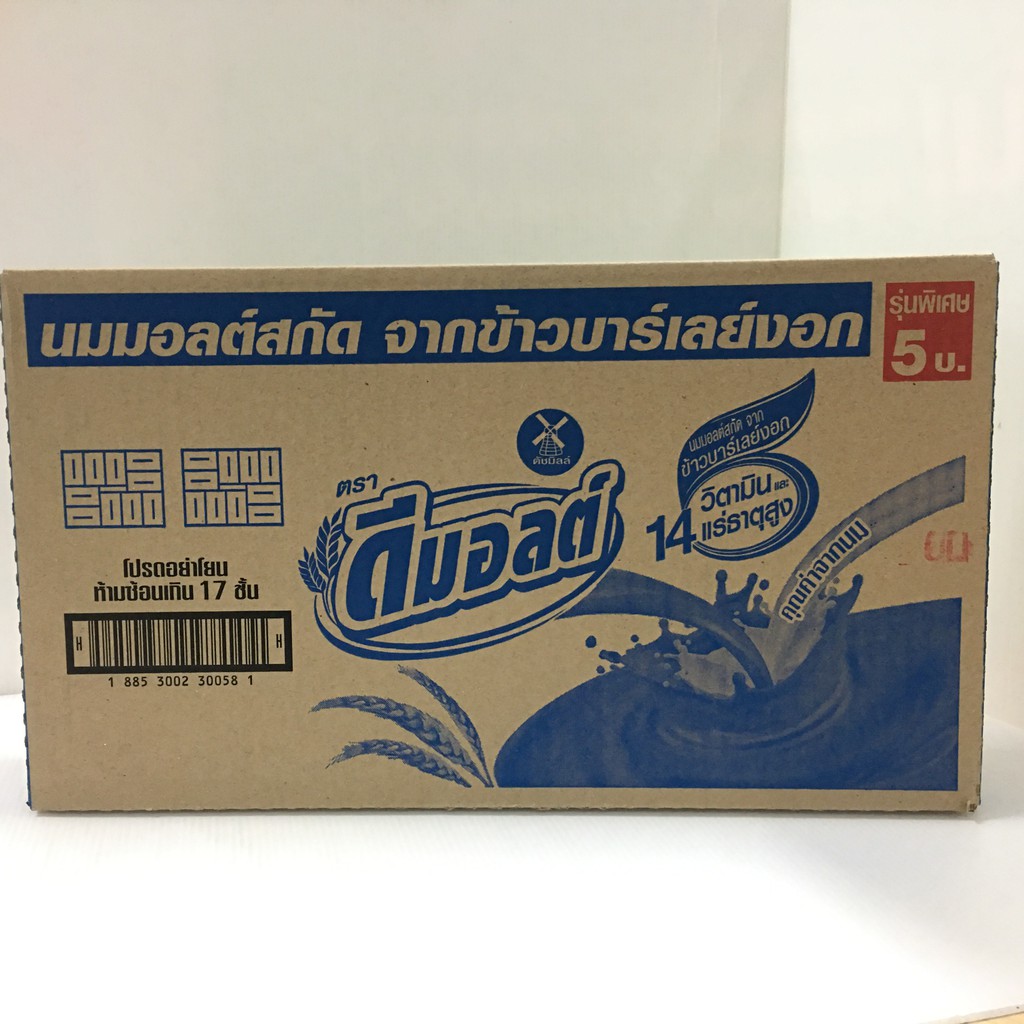 นมมอลต์สกัด จากข้าวบาร์เลย์งอก
รุ่นพิเศษ
5 บ.
ดัชมิลล์
ตรา
ดีมอลต์
นมมอลต์สกัด จาก
ข้าวบาร์เลย์งอก
14 วิตามิน และ
แร่ธาตุสูง
คุณค่าจากนม
โปรดอย่าโยน
ห้ามซ้อนเกิน 17 ชั้น
H H
1 885 3002 30058 1